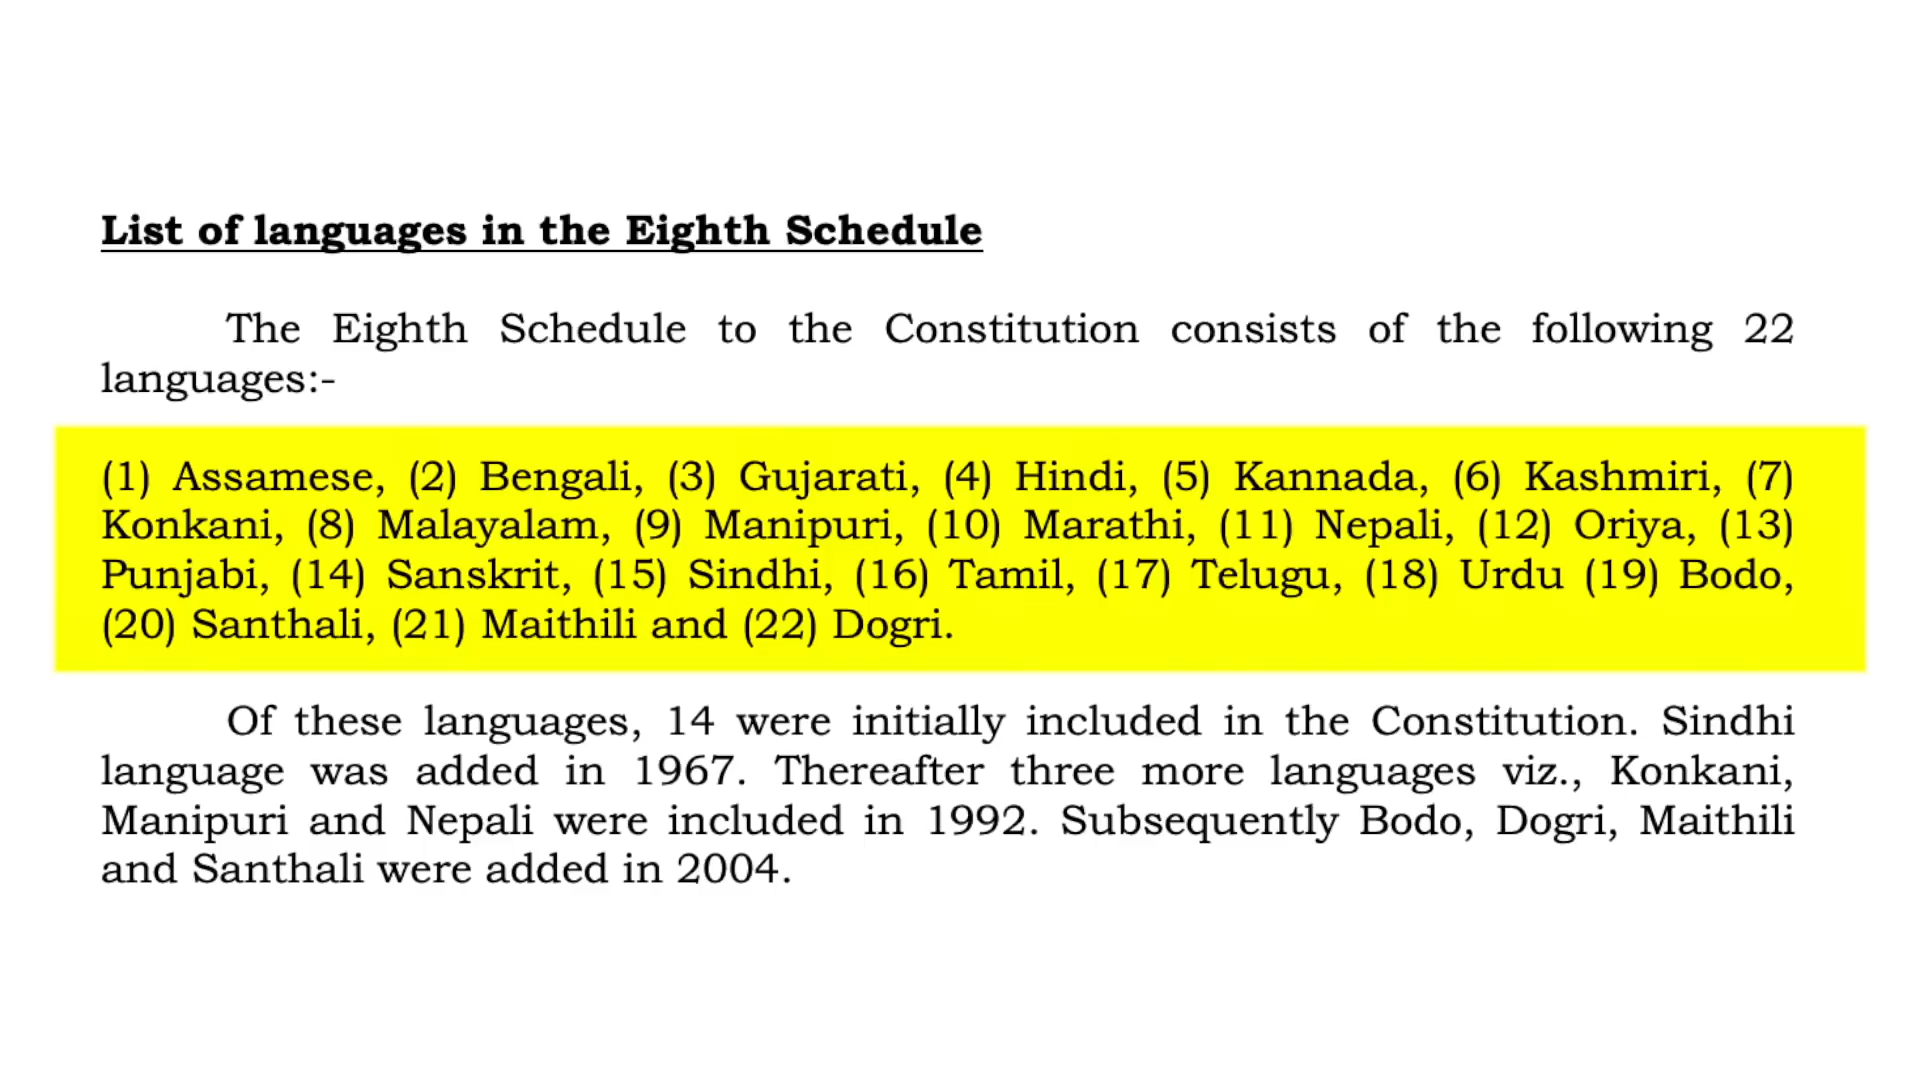 List of languages in the Eighth Schedule
The Eighth Schedule to the Constitution consists of the following 22
languages:-
(1) Assamese, (2) Bengali, (3) Gujarati, (4) Hindi, (5) Kannada, (6) Kashmiri, (7)
Konkani, (8) Malayalam, (9) Manipuri, (10) Marathi, (11) Nepali, (12) Oriya, (13)
Punjabi, (14) Sanskrit, (15) Sindhi, (16) Tamil, (17) Telugu, (18) Urdu (19) Bodo,
(20) Santhali, (21) Maithili and (22) Dogri.
Of these languages, 14 were initially included in the Constitution. Sindhi
language was added in 1967. Thereafter three more languages viz., Konkani,
Manipuri and Nepali were included in 1992. Subsequently Bodo, Dogri, Maithili
and Santhali were added in 2004.